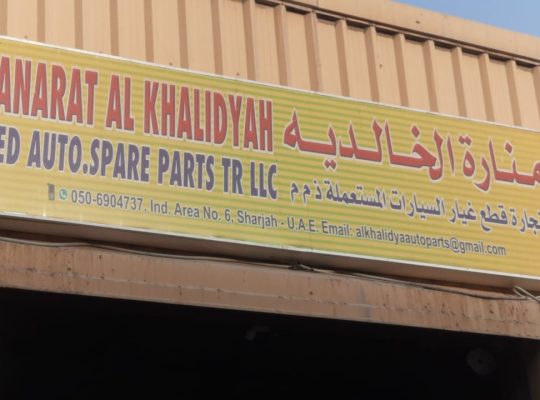 ANARAT AL KHALIDYAH
منارة الخالديه
ED AUTO.SPARE PARTS TR LLC
تجارة قطع غيار السيارات المستعملة ذ م م
050-6904737, Ind. Area No. 6, Sharjah - U.A.E. Email: alkhalidyaautoparts@gmail.com